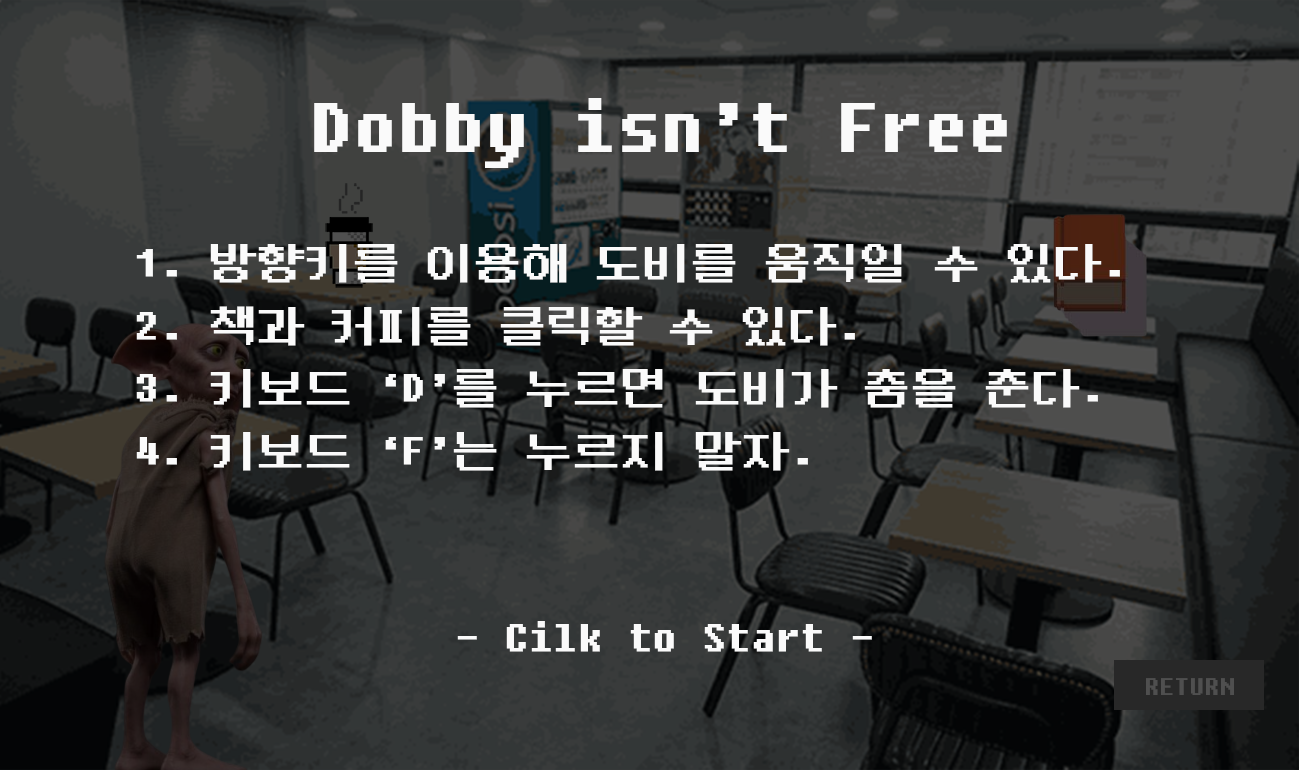 Dobby isn't Free
1. 방향키를 이용해 도비를 움직일 수 있다.
2. 책과 커피를 클릭할 수 있다.
3. 키보드 ‘D’를 누르면 도비가 춤을 춘다.
4. 키보드 ‘F’는 누르지 말자.
- Cilk to Start -
RETURN